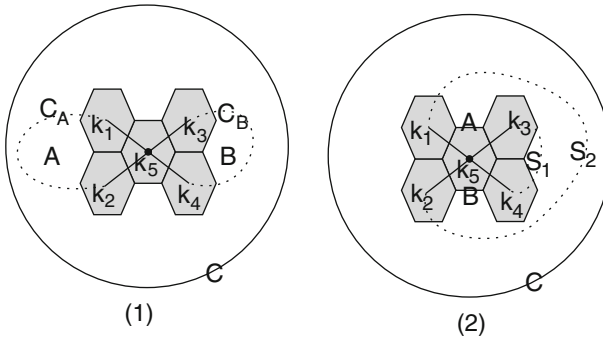 C_A k_1 k_3 C_B
A k_5 B
k_2 k_4
C
(1)
A
k_1 k_3
k_5 S_1 S_2
k_2 B k_4
C
(2)